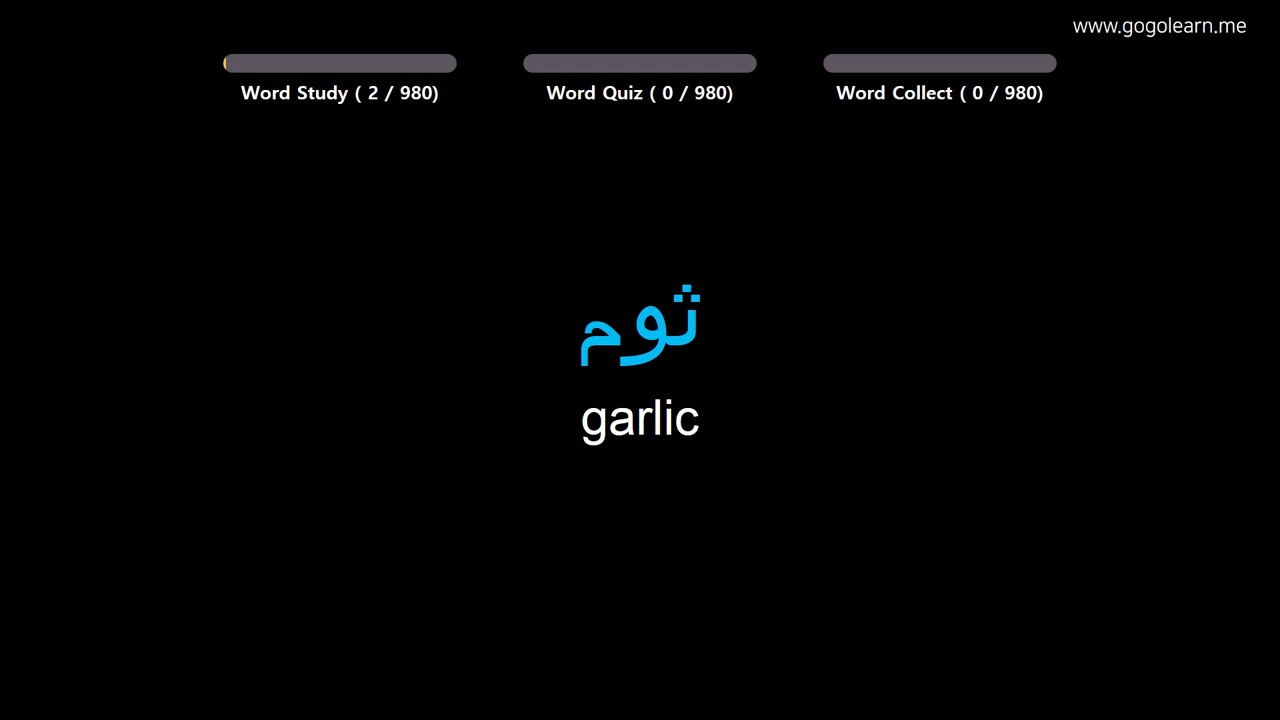 www.gogolearn.me
Word Study ( 2 / 980)
Word Quiz ( 0 / 980)
Word Collect ( 0 / 980)
ثوم
garlic